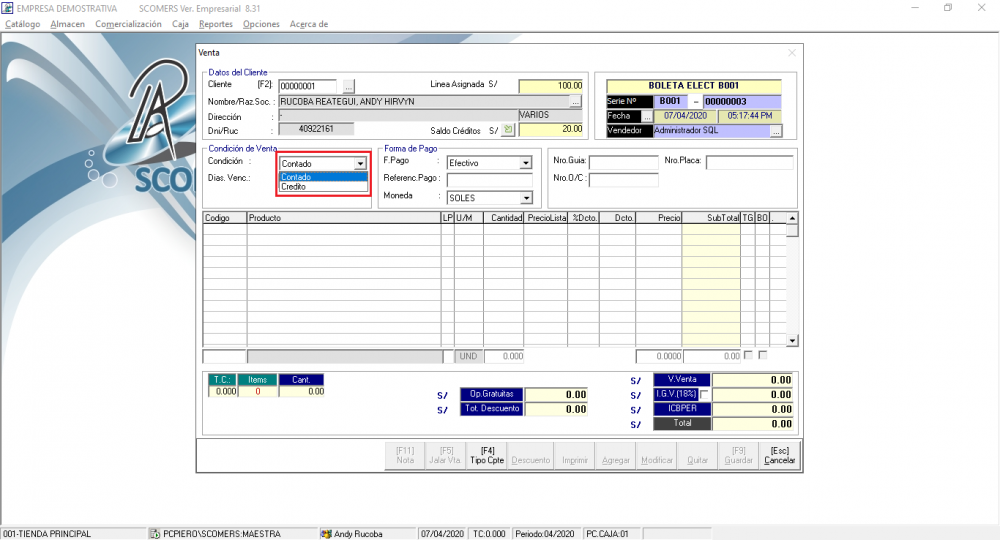 EMPRESA DEMOSTRATIVA SCOMERS Ver. Empresarial 8.31
Catálogo Almacen Comercialización Caja Reportes Opciones Acerca de
Venta
Datos del Cliente
Cliente [F2]: 00000001 ... Linea Asignada S/ 100.00
Nombre/Raz.Soc. : RUCOBA REATEGUI, ANDY HIRVYN ...
Dirección : - VARIOS
Dni/Ruc : 40922161 Saldo Créditos S/ 20.00
BOLETA ELECT B001
Serie Nº B001 - 00000003
Fecha ... 07/04/2020 05:17:44 PM
Vendedor Administrador SQL ...
Condición de Venta
Condición : Contado
Contado
Credito
Dias. Venc.:
Forma de Pago
F.Pago : Efectivo
Referenc.Pago :
Moneda : SOLES
Nro.Guia: Nro.Placa:
Nro.O/C :
Codigo Producto LP U/M Cantidad PrecioLista %Dcto. Dcto. Precio SubTotal TG BO .
UND 0.000 0.0000 0.00
T.C.: Items Cant.
0.000 0 0.00
S/ Op.Gratuitas 0.00
S/ Tot. Descuento 0.00
S/ V.Venta 0.00
S/ I.G.V.(18%) 0.00
S/ ICBPER 0.00
S/ Total 0.00
[F11] Nota [F5] Jalar Vta [F4] Tipo Cpte Descuento Imprimir Agregar Modificar Quitar [F9] Guardar [Esc] Cancelar
SCO
001-TIENDA PRINCIPAL PCPIERO\SCOMERS:MAESTRA Andy Rucoba 07/04/2020 TC:0.000 Periodo:04/2020 PC.CAJA:01